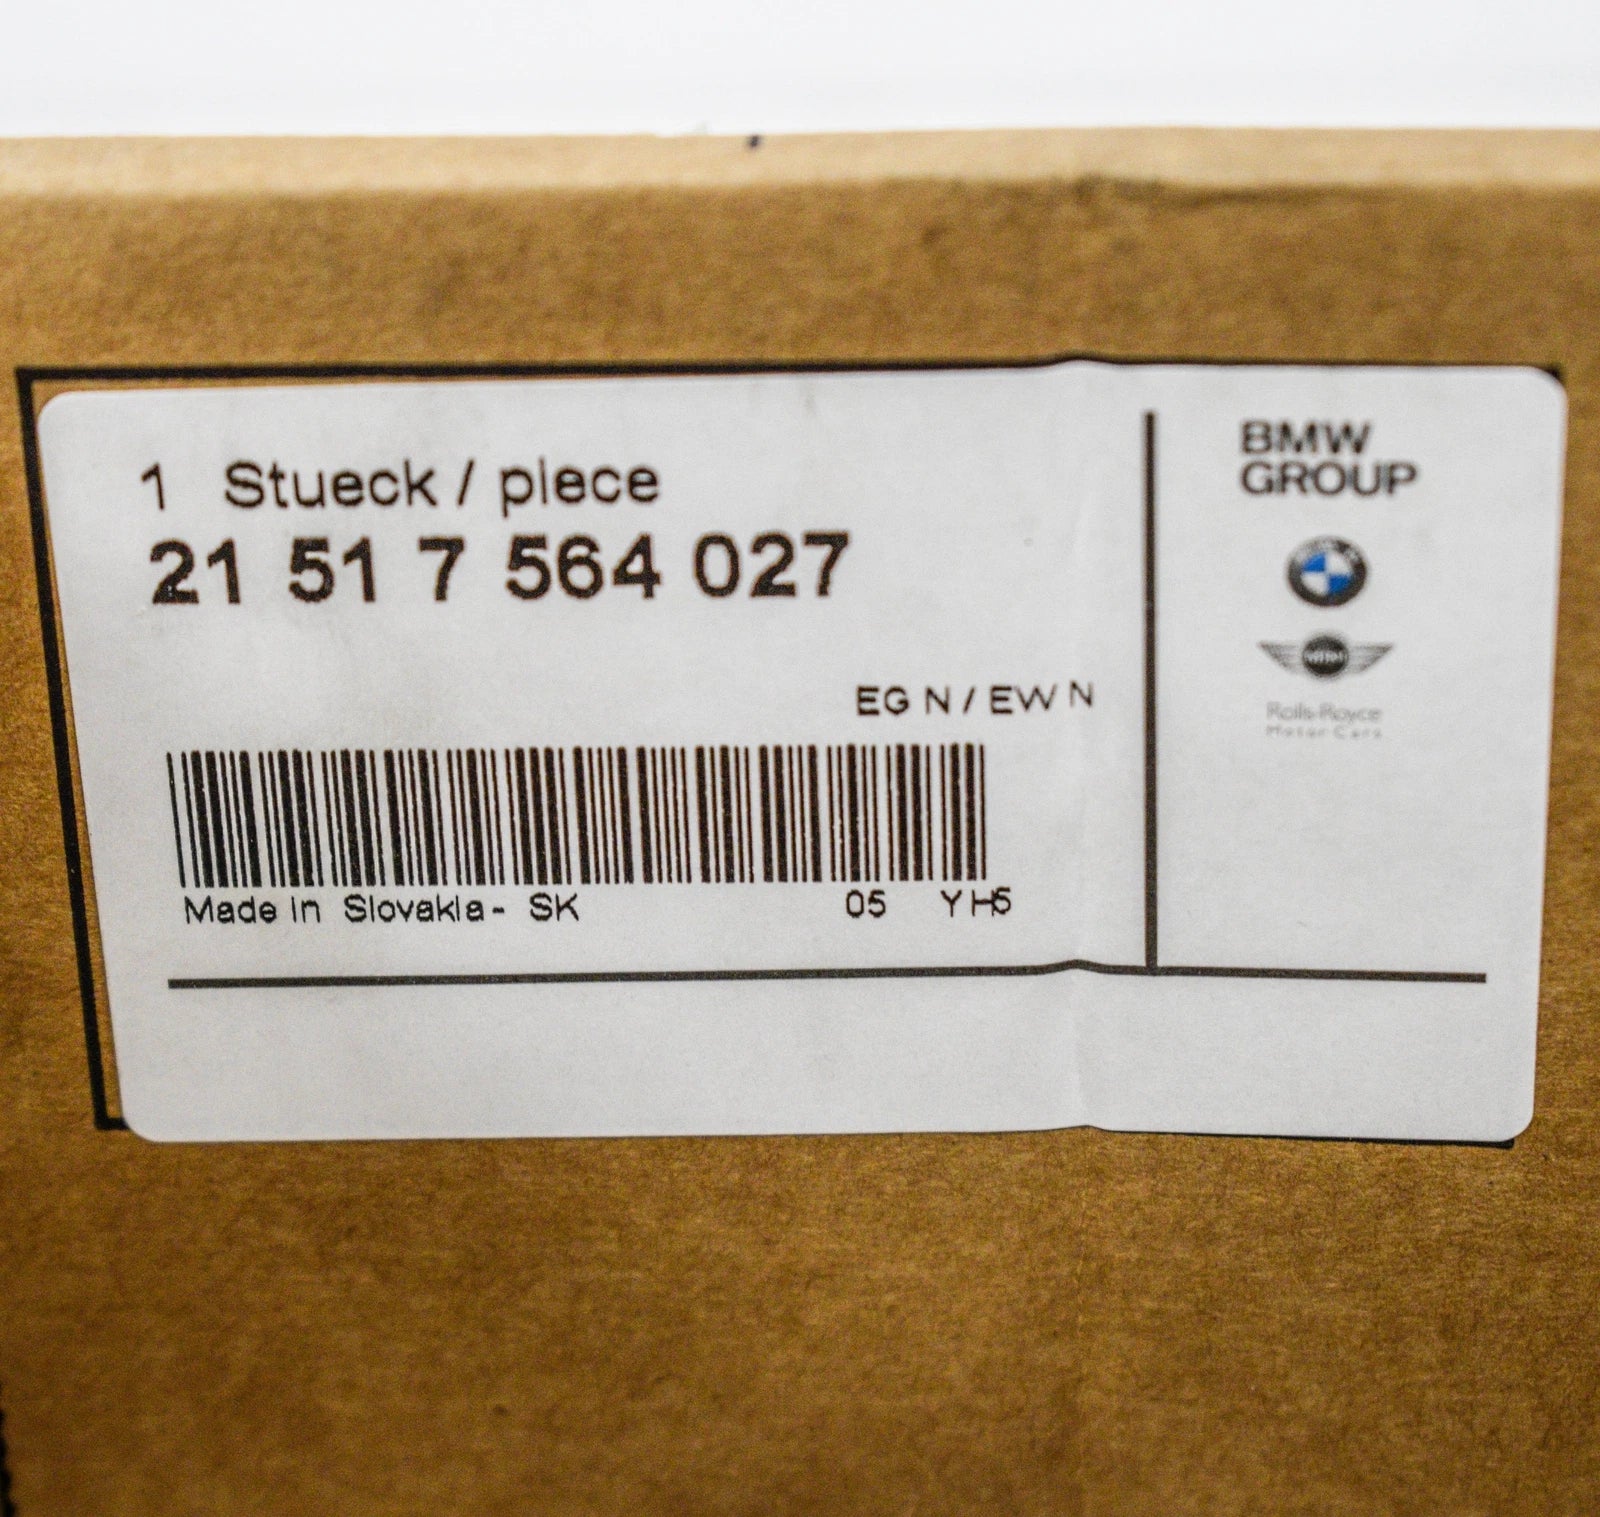 1 Stueck / piece
21 51 7 564 027
EG N / EW N
Made in Slovakia - SK 05 YH5
BMW
GROUP
MINI
Rolls-Royce
Motor Cars